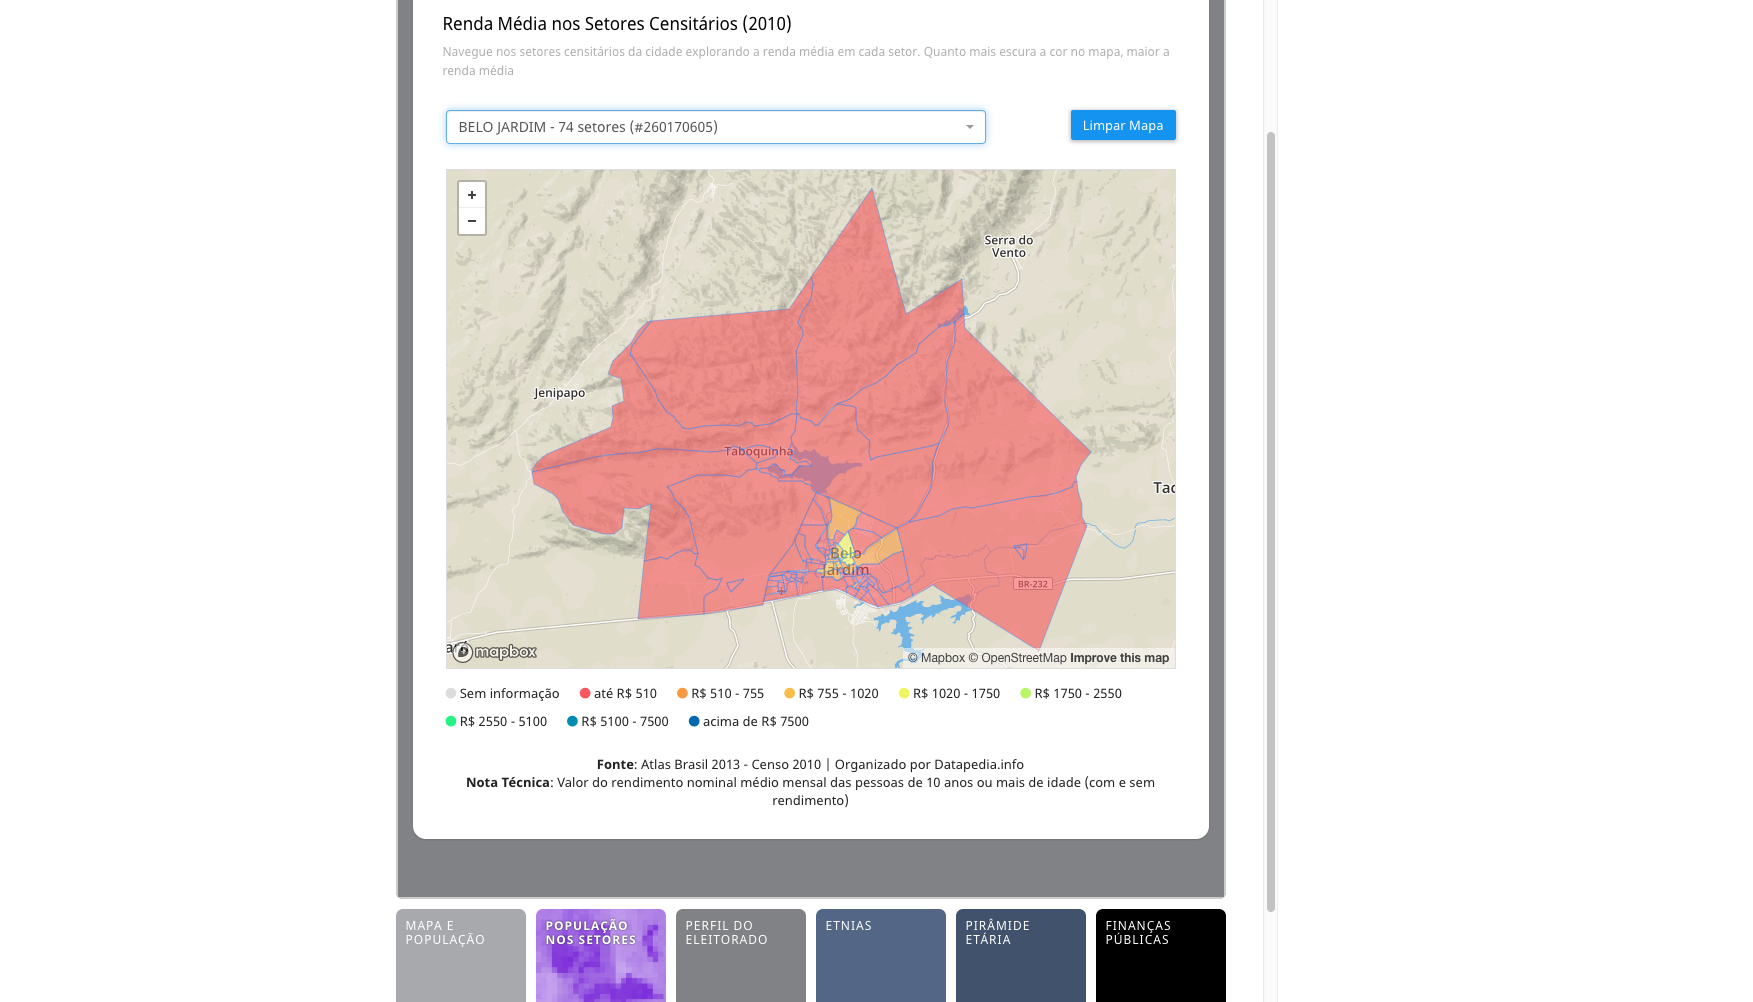 Renda Média nos Setores Censitários (2010)
Navegue nos setores censitários da cidade explorando a renda média em cada setor. Quanto mais escura a cor no mapa, maior a
renda média
BELO JARDIM - 74 setores (#260170605)
Limpar Mapa
+
−
Serra do
Vento
Jenipapo
Taboquinha
Belo
Jardim
BR-232
mapbox
© Mapbox © OpenStreetMap Improve this map
Sem informação até R$ 510 R$ 510 - 755 R$ 755 - 1020 R$ 1020 - 1750 R$ 1750 - 2550
R$ 2550 - 5100 R$ 5100 - 7500 acima de R$ 7500
Fonte: Atlas Brasil 2013 - Censo 2010 | Organizado por Datapedia.info
Nota Técnica: Valor do rendimento nominal médio mensal das pessoas de 10 anos ou mais de idade (com e sem
rendimento)
MAPA E
POPULAÇÃO
POPULAÇÃO
NOS SETORES
PERFIL DO
ELEITORADO
ETNIAS
PIRÂMIDE
ETÁRIA
FINANÇAS
PÚBLICAS